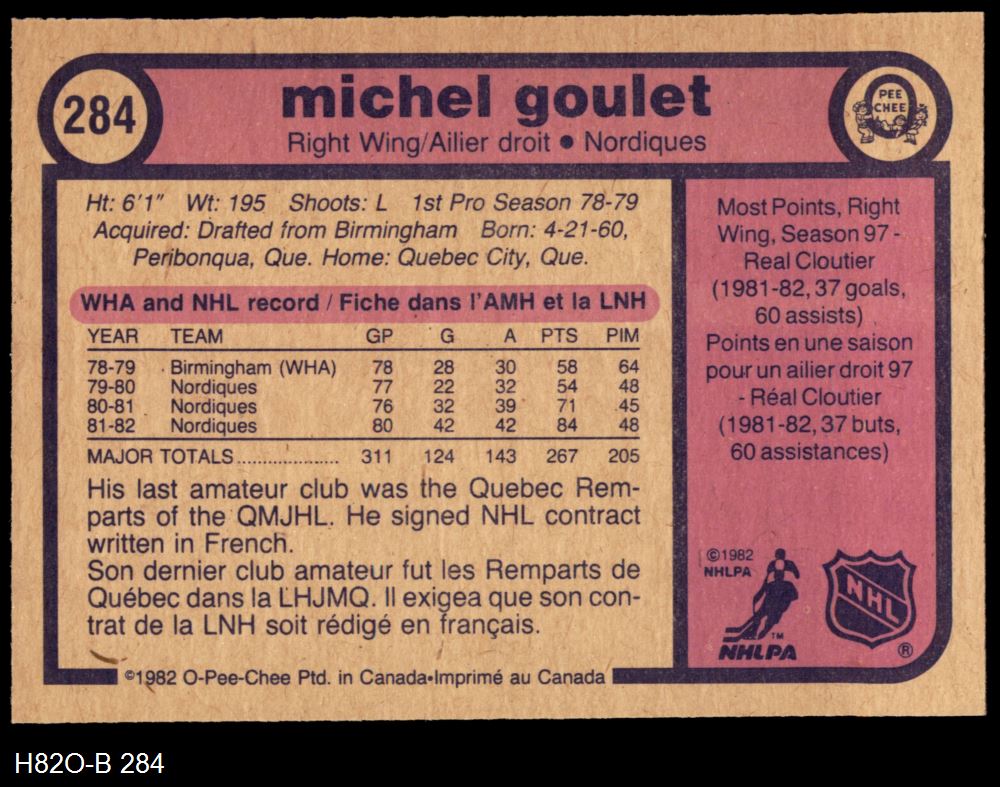 284
michel goulet
Right Wing/Ailier droit • Nordiques
PEE
CHEE
Ht: 6'1" Wt: 195 Shoots: L 1st Pro Season 78-79
Acquired: Drafted from Birmingham Born: 4-21-60,
Peribonqua, Que. Home: Quebec City, Que.
WHA and NHL record / Fiche dans l'AMH et la LNH
YEAR TEAM GP G A PTS PIM
78-79 Birmingham (WHA) 78 28 30 58 64
79-80 Nordiques 77 22 32 54 48
80-81 Nordiques 76 32 39 71 45
81-82 Nordiques 80 42 42 84 48
MAJOR TOTALS................... 311 124 143 267 205
His last amateur club was the Quebec Rem-
parts of the QMJHL. He signed NHL contract
written in French.
Son dernier club amateur fut les Remparts de
Québec dans la LHJMQ. Il exigea que son con-
trat de la LNH soit rédigé en français.
Most Points, Right
Wing, Season 97 -
Real Cloutier
(1981-82, 37 goals,
60 assists)
Points en une saison
pour un ailier droit 97
- Réal Cloutier
(1981-82, 37 buts,
60 assistances)
©1982
NHLPA
TM
NHLPA
NHL
®
©1982 O-Pee-Chee Ptd. in Canada•Imprimé au Canada
H82O-B 284